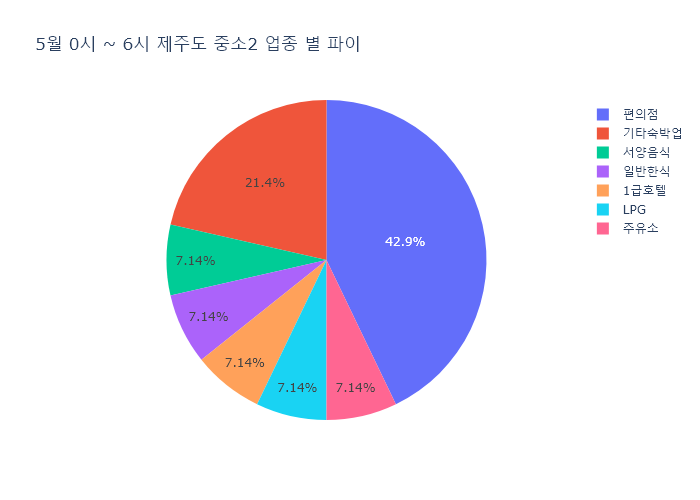 5월 0시 ~ 6시 제주도 중소2 업종 별 파이
편의점
기타숙박업
서양음식
일반한식
1급호텔
LPG
주유소
21.4%
42.9%
7.14%
7.14%
7.14%
7.14%
7.14%